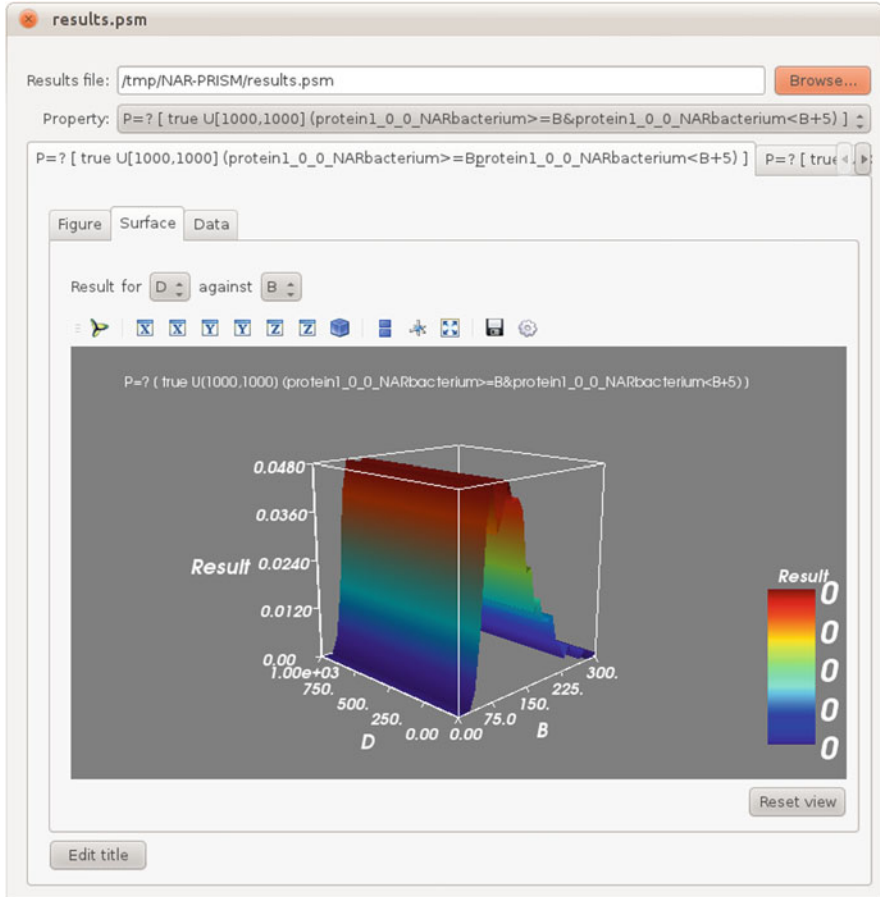 results.psm
Results file: /tmp/NAR-PRISM/results.psm Browse...
Property: P=? [ true U[1000,1000] (protein1_0_0_NARbacterium>=B&protein1_0_0_NARbacterium<B+5) ]
P=? [ true U[1000,1000] (protein1_0_0_NARbacterium>=Bprotein1_0_0_NARbacterium<B+5) ] P=? [ true
Figure Surface Data
Result for D against B
X X Y Y Z Z
P=? ( true U(1000,1000) (protein1_0_0_NARbacterium>=B&protein1_0_0_NARbacterium<B+5) )
0.0480
0.0360
Result 0.0240
0.0120
0.00
1.00e+03
750.
500.
250.
0.00
D
0.00
75.0
150.
225.
300.
B
Result
0
0
0
0
0
Reset view
Edit title